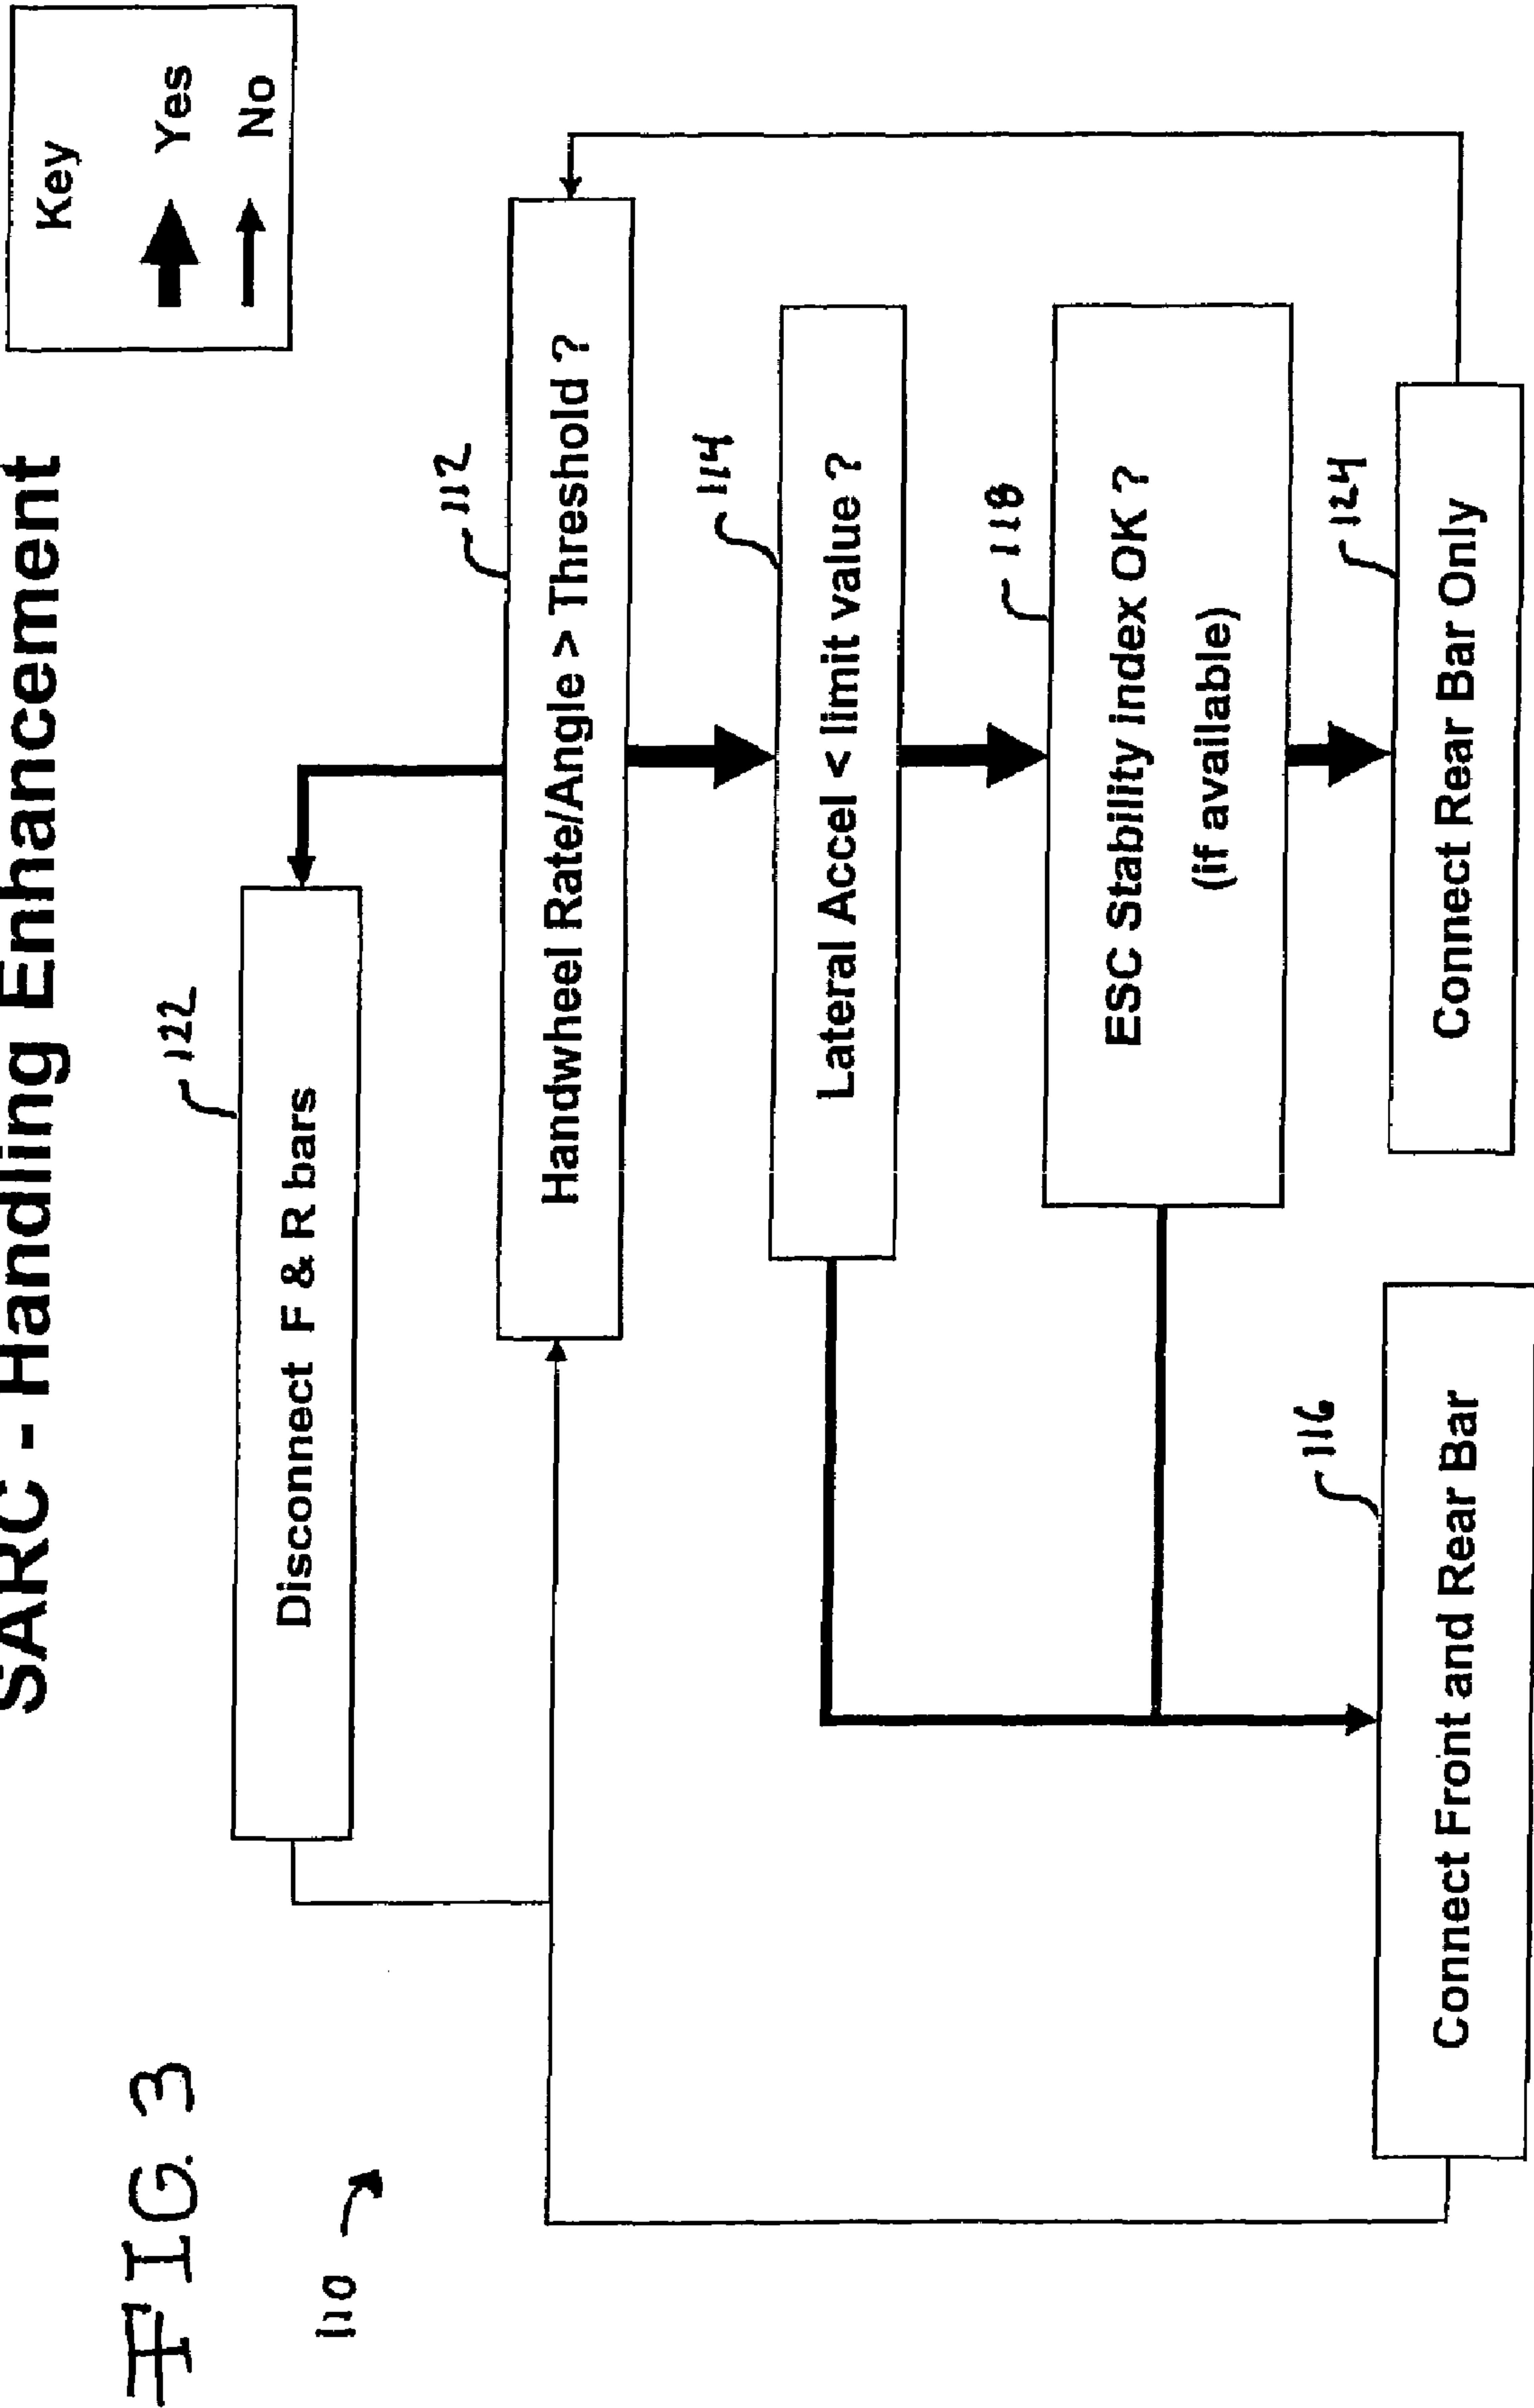 SARC - Handling Enhancement
FIG. 3
110
Key
Yes
No
122
Disconnect F & R bars
112
Handwheel Rate/Angle > Threshold ?
114
Lateral Accel < limit value ?
118
ESC Stability index OK ?
(if available)
116
Connect Front and Rear Bar
124
Connect Rear Bar Only